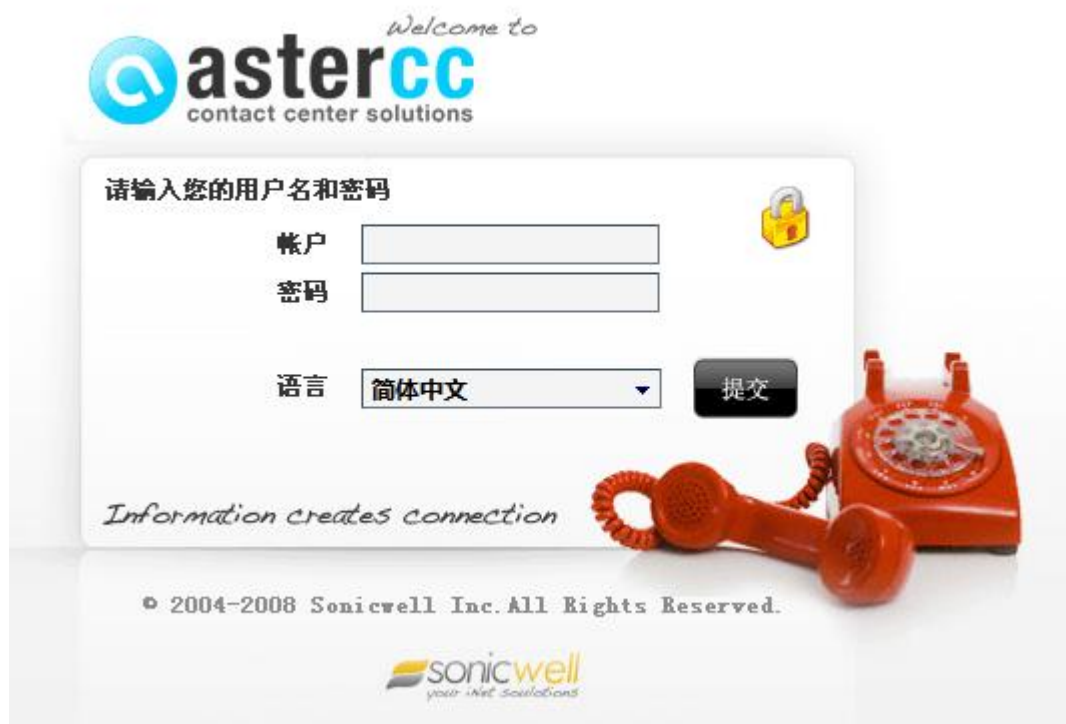 Welcome to
astercc
contact center solutions
请输入您的用户名和密码
帐户
密码
语言 简体中文 提交
Information creates connection
© 2004-2008 Sonicwell Inc.All Rights Reserved.
sonicwell
your iNet soulotions